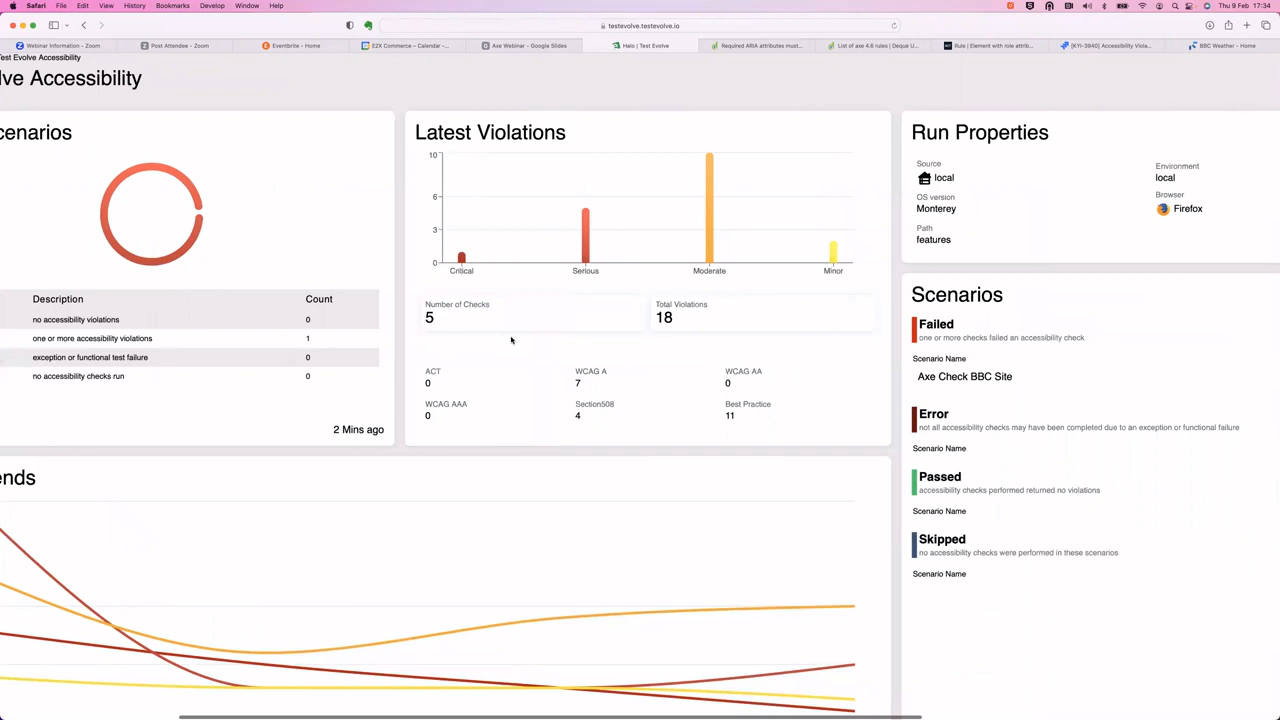 Safari File Edit View History Bookmarks Develop Window Help
Thu 9 Feb 17:34
testevolve.testevolve.io
Webinar Information - Zoom
Post Attendee - Zoom
Eventbrite - Home
E2X Commerce – Calendar -...
Axe Webinar - Google Slides
Halo | Test Evolve
Required ARIA attributes must...
List of axe 4.6 rules | Deque U...
Rule | Element with role attrib...
[KYI-3940] Accessibility Viola...
BBC Weather - Home
Test Evolve Accessibility
lve Accessibility
cenarios
Description Count
no accessibility violations 0
one or more accessibility violations 1
exception or functional test failure 0
no accessibility checks run 0
2 Mins ago
Latest Violations
10
6
3
0
Critical Serious Moderate Minor
Number of Checks
5
Total Violations
18
ACT
0
WCAG A
7
WCAG AA
0
WCAG AAA
0
Section508
4
Best Practice
11
Run Properties
Source
local
Environment
local
OS version
Monterey
Browser
Firefox
Path
features
Scenarios
Failed
one or more checks failed an accessibility check
Scenario Name
Axe Check BBC Site
Error
not all accessibility checks may have been completed due to an exception or functional failure
Scenario Name
Passed
accessibility checks performed returned no violations
Scenario Name
Skipped
no accessibility checks were performed in these scenarios
Scenario Name
ends